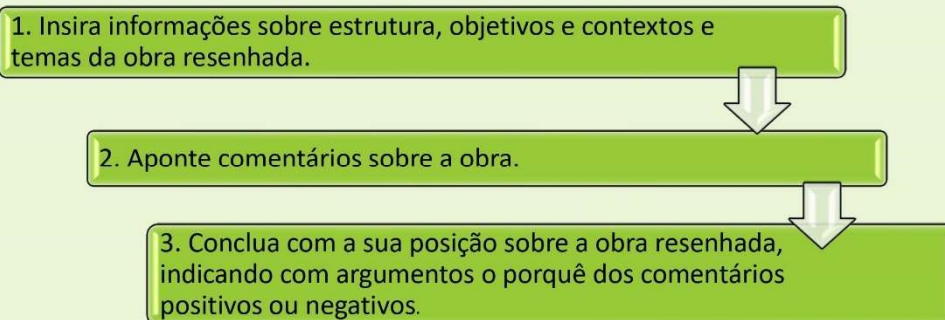 1. Insira informações sobre estrutura, objetivos e contextos e
temas da obra resenhada.
2. Aponte comentários sobre a obra.
3. Conclua com a sua posição sobre a obra resenhada,
indicando com argumentos o porquê dos comentários
positivos ou negativos.